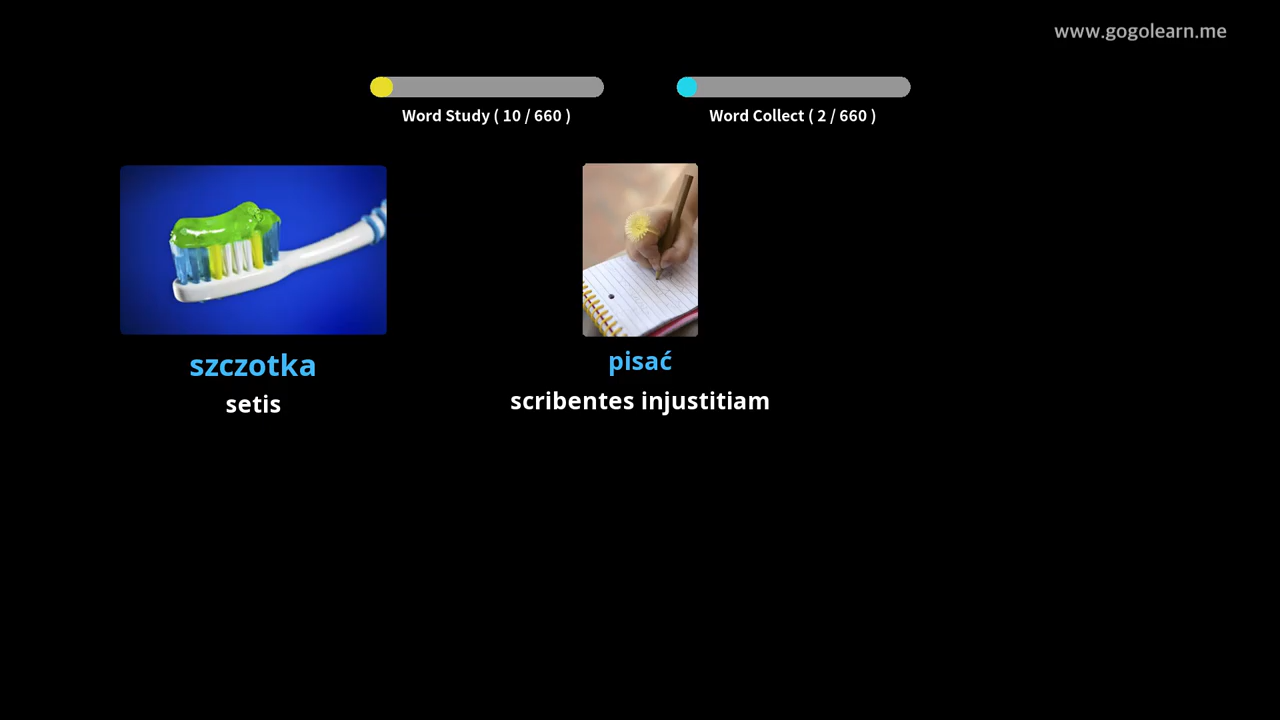 www.gogolearn.me
Word Study ( 10 / 660 )
Word Collect ( 2 / 660 )
szczotka
setis
pisać
scribentes injustitiam